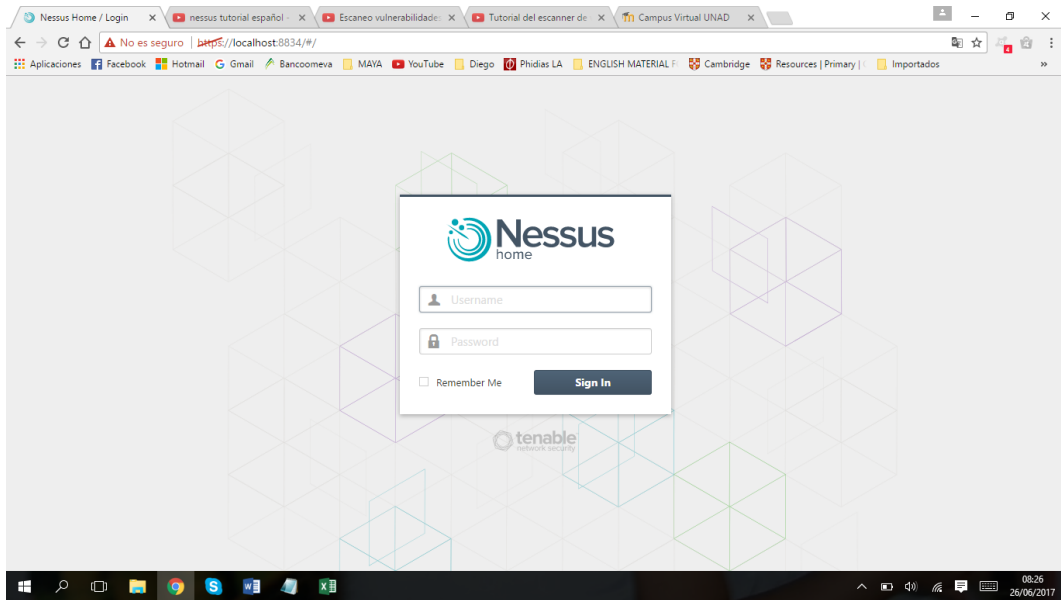 Nessus Home / Login
nessus tutorial español -
Escaneo vulnerabilidade
Tutorial del escanner de
Campus Virtual UNAD
No es seguro
https://localhost:8834/#/
Aplicaciones
Facebook
Hotmail
Gmail
Bancoomeva
MAYA
YouTube
Diego
Phidias LA
ENGLISH MATERIAL F
Cambridge
Resources | Primary |
Importados
Nessus
home
Username
Password
Remember Me
Sign In
tenable
network security
08:26
26/06/2017